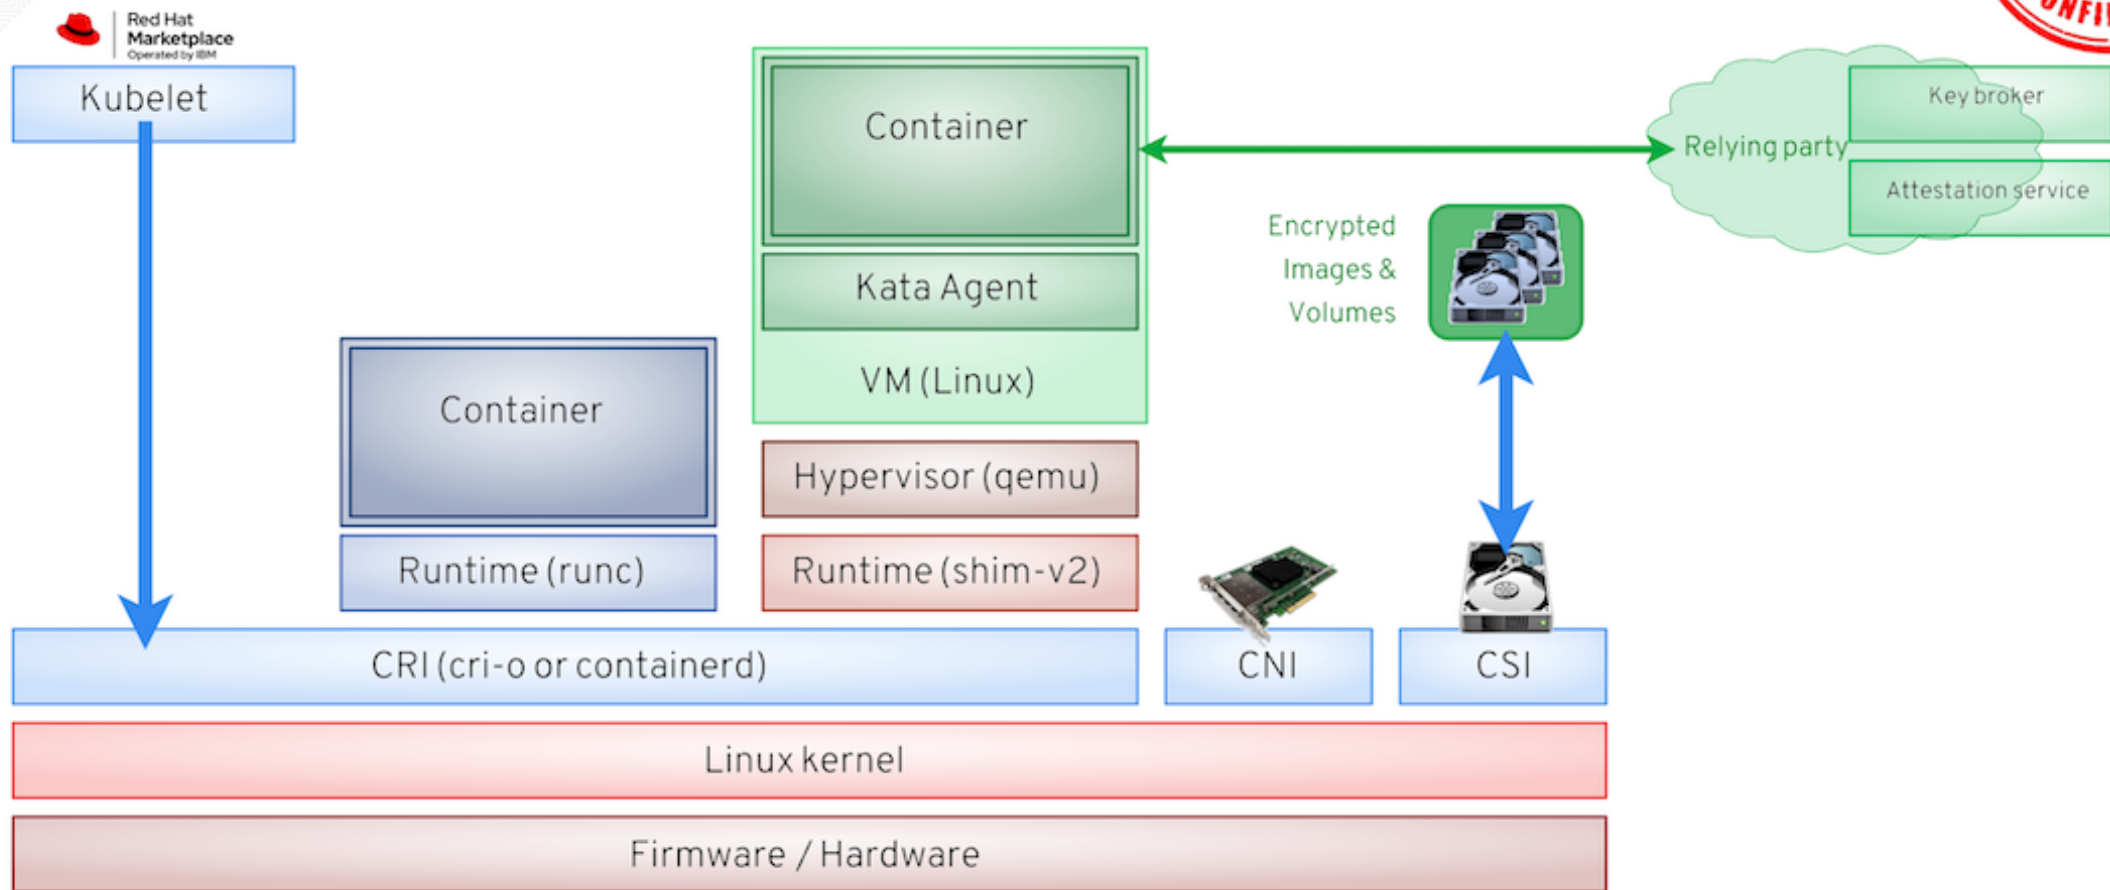 Red Hat
Marketplace
Operated by IBM
Kubelet
Container
Key broker
Relying party
Attestation service
Encrypted
Images &
Volumes
Kata Agent
VM (Linux)
Container
Hypervisor (qemu)
Runtime (runc)
Runtime (shim-v2)
CRI (cri-o or containerd)
CNI
CSI
Linux kernel
Firmware / Hardware